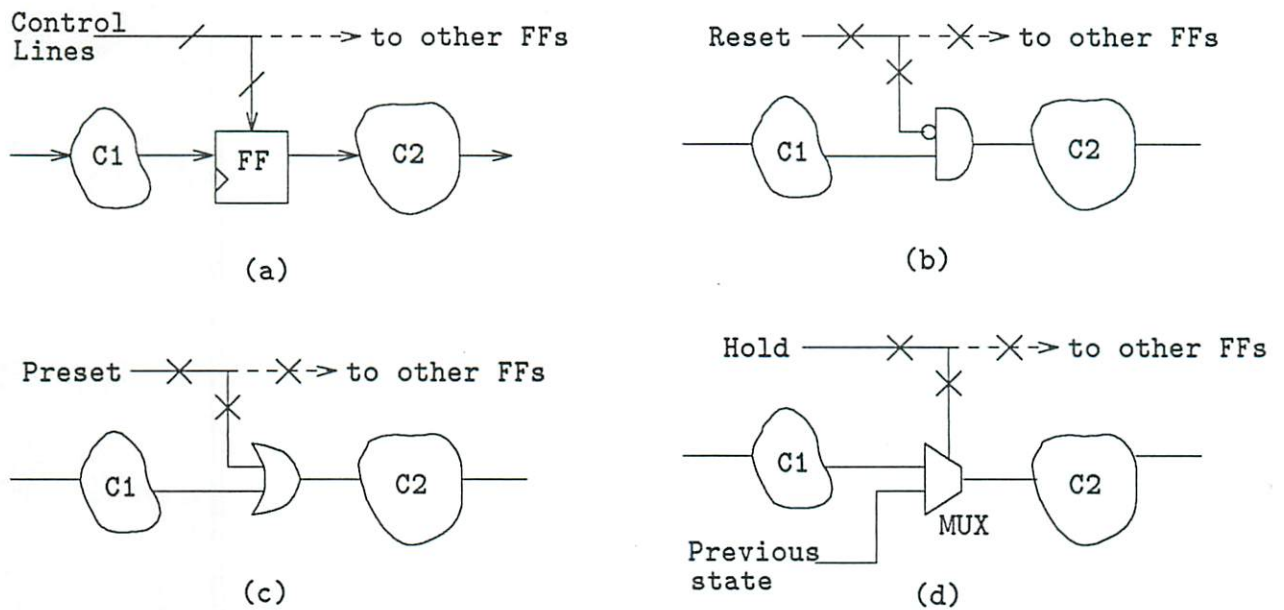 Control
Lines
to other FFs
C1
FF
C2
(a)
Reset
to other FFs
C1
C2
(b)
Preset
to other FFs
C1
C2
(c)
Hold
to other FFs
C1
C2
MUX
Previous
state
(d)